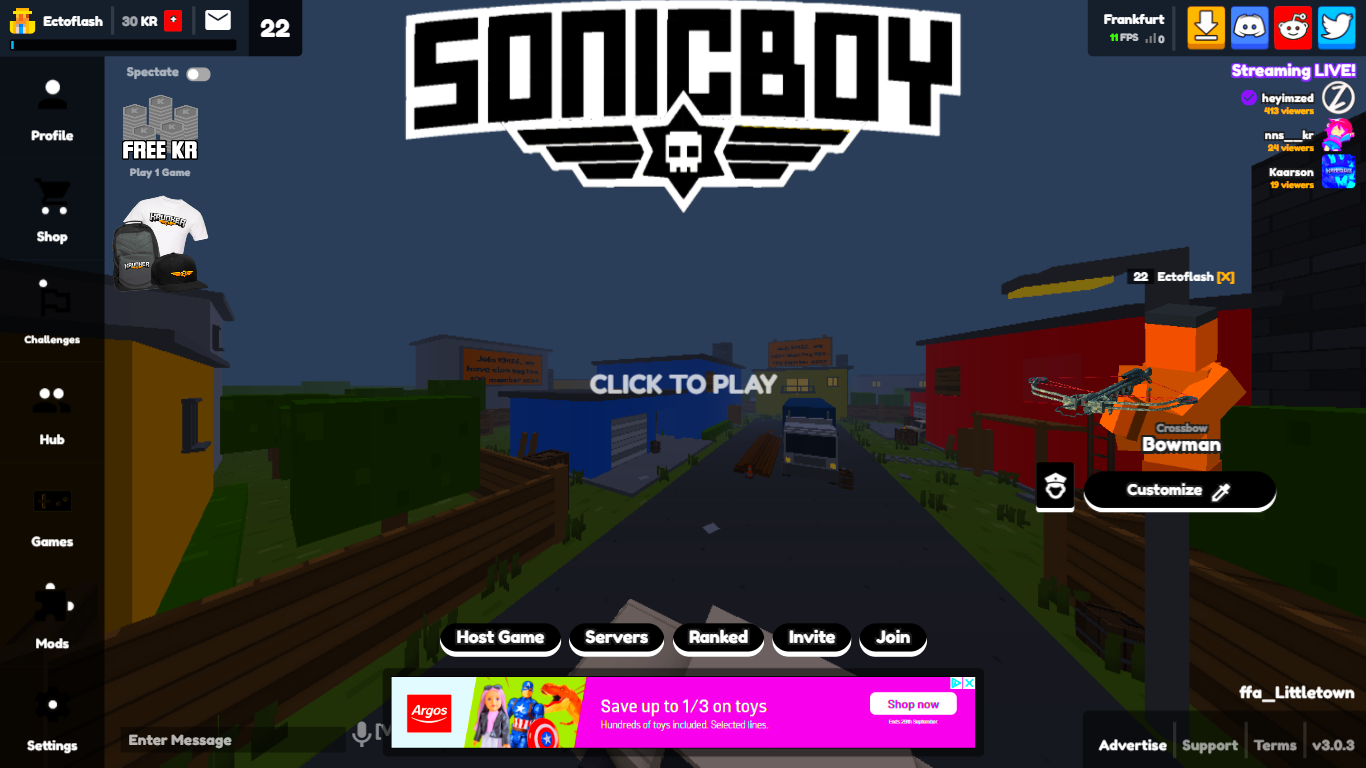 Ectoflash
30 KR
22
SONICBOY
Frankfurt
11 FPS
0
Spectate
FREE KR
Play 1 Game
KRUNKER
KRUNKER
Profile
Shop
Challenges
Hub
Games
Mods
Settings
Streaming LIVE!
heyimzed
413 viewers
nns__kr
24 viewers
Kaarson
19 viewers
22 Ectoflash [X]
CLICK TO PLAY
Crossbow
Bowman
Customize
Host Game
Servers
Ranked
Invite
Join
Argos
Save up to 1/3 on toys
Hundreds of toys included. Selected lines.
Shop now
Enter Message
ffa_Littletown
Advertise
Support
Terms
v3.0.3